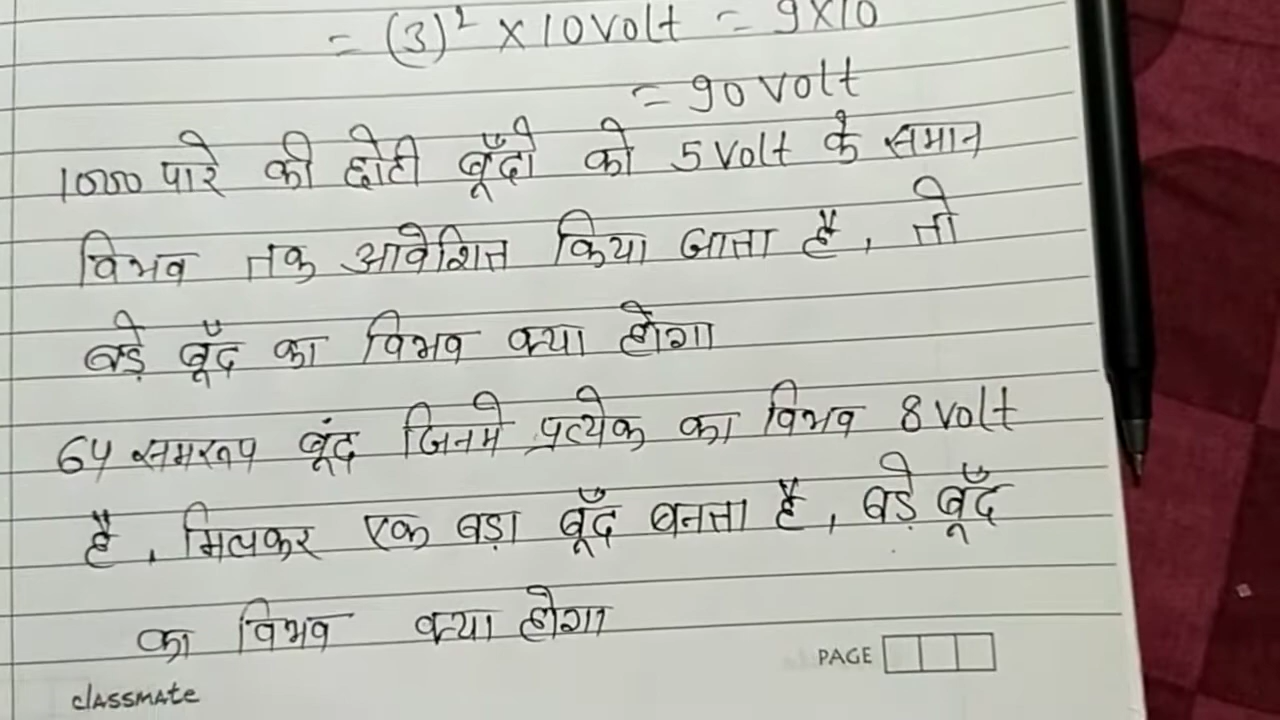 = (3)² × 10 volt = 9×10
= 90 volt
1000 पारे की छोटी बूँदों को 5 volt के समान
विभव तक आवेशित किया जाता है, तो
बड़े बूँद का विभव क्या होगा
64 समरूप बूंद जिनमे प्रत्येक का विभव 8 volt
है, मिलकर एक बड़ा बूँद बनता है, बड़े बूँद
का विभव क्या होगा
PAGE
classmate